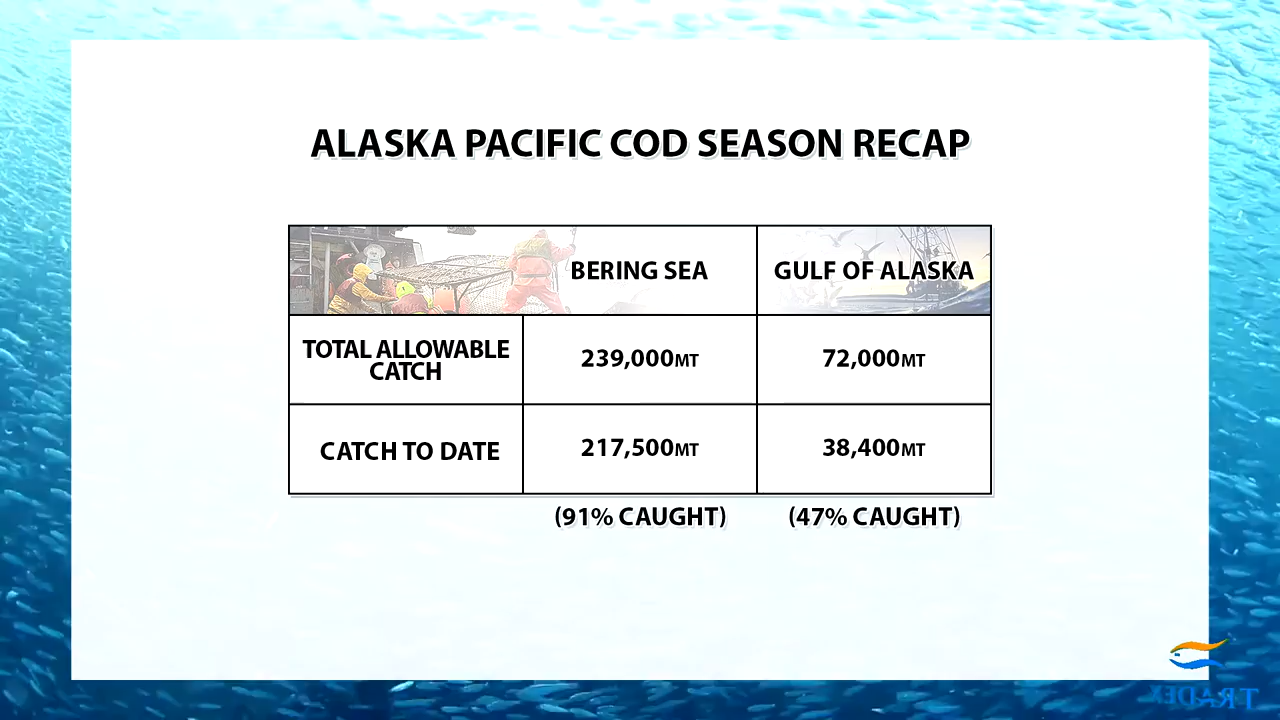 ALASKA PACIFIC COD SEASON RECAP
BERING SEA GULF OF ALASKA
TOTAL ALLOWABLE
CATCH
239,000MT 72,000MT
CATCH TO DATE 217,500MT 38,400MT
(91% CAUGHT) (47% CAUGHT)
TRADEX